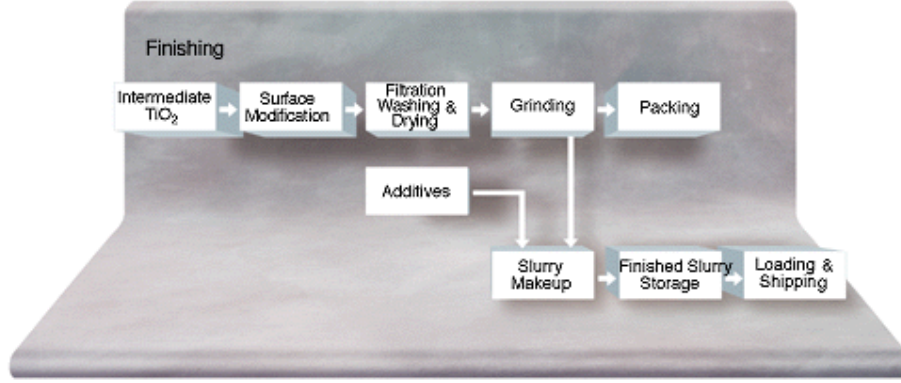 Finishing
Intermediate
TiO₂
Surface
Modification
Filtration
Washing &
Drying
Grinding
Packing
Additives
Slurry
Makeup
Finished Slurry
Storage
Loading &
Shipping